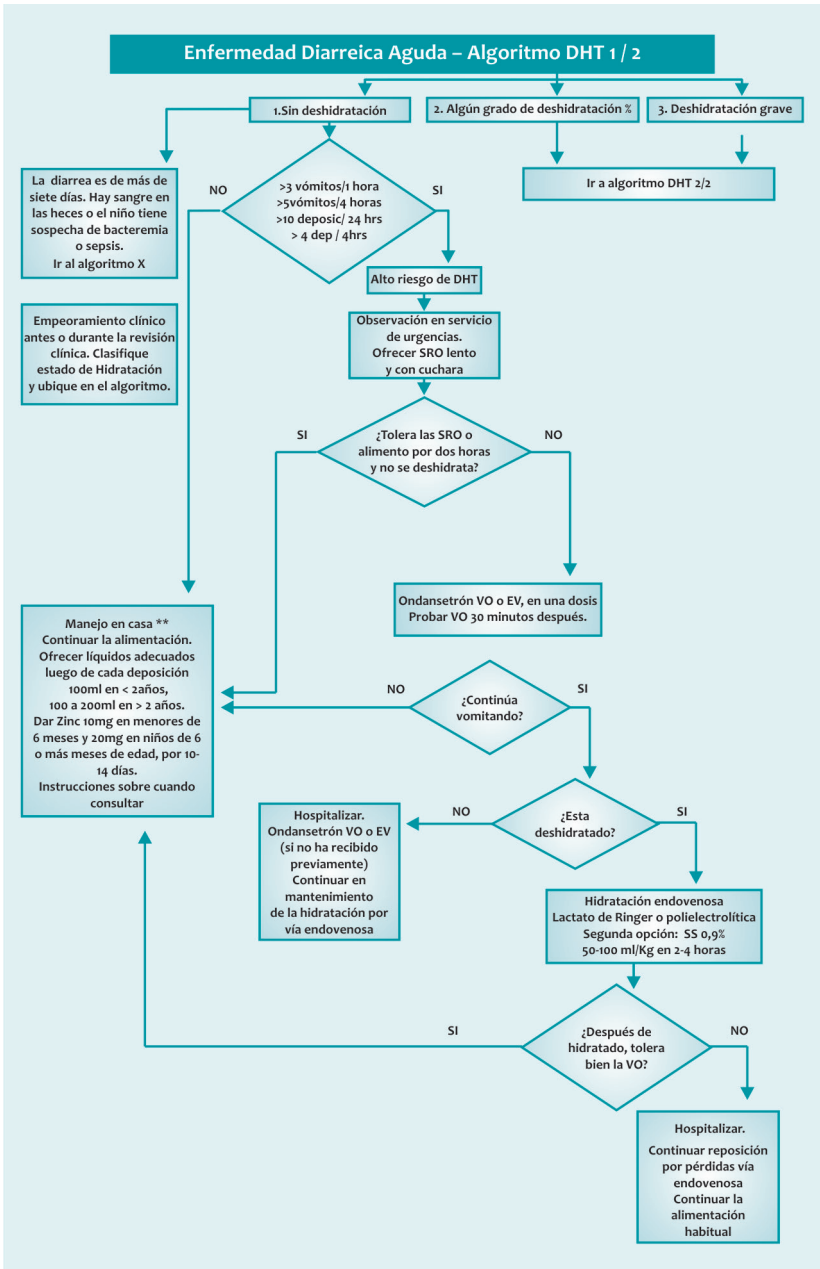 Enfermedad Diarreica Aguda – Algoritmo DHT 1 / 2
1.Sin deshidratación
2. Algún grado de deshidratación %
3. Deshidratación grave
La diarrea es de más de
siete días. Hay sangre en
las heces o el niño tiene
sospecha de bacteremia
o sepsis.
Ir al algoritmo X
NO
>3 vómitos/1 hora
>5vómitos/4 horas
>10 deposic/ 24 hrs
> 4 dep / 4hrs
SI
Ir a algoritmo DHT 2/2
Alto riesgo de DHT
Empeoramiento clínico
antes o durante la revisión
clínica. Clasifique
estado de Hidratación
y ubique en el algoritmo.
Observación en servicio
de urgencias.
Ofrecer SRO lento
y con cuchara
SI
¿Tolera las SRO o
alimento por dos horas
y no se deshidrata?
NO
Ondansetrón VO o EV, en una dosis
Probar VO 30 minutos después.
Manejo en casa **
Continuar la alimentación.
Ofrecer líquidos adecuados
luego de cada deposición
100ml en < 2años,
100 a 200ml en > 2 años.
Dar Zinc 10mg en menores de
6 meses y 20mg en niños de 6
o más meses de edad, por 10-
14 días.
Instrucciones sobre cuando
consultar
NO
¿Continúa
vomitando?
SI
NO
¿Esta
deshidratado?
SI
Hospitalizar.
Ondansetrón VO o EV
(si no ha recibido
previamente)
Continuar en
mantenimiento
de la hidratación por
vía endovenosa
Hidratación endovenosa
Lactato de Ringer o polielectrolítica
Segunda opción: SS 0,9%
50-100 ml/Kg en 2-4 horas
SI
¿Después de
hidratado, tolera
bien la VO?
NO
Hospitalizar.
Continuar reposición
por pérdidas vía
endovenosa
Continuar la
alimentación
habitual